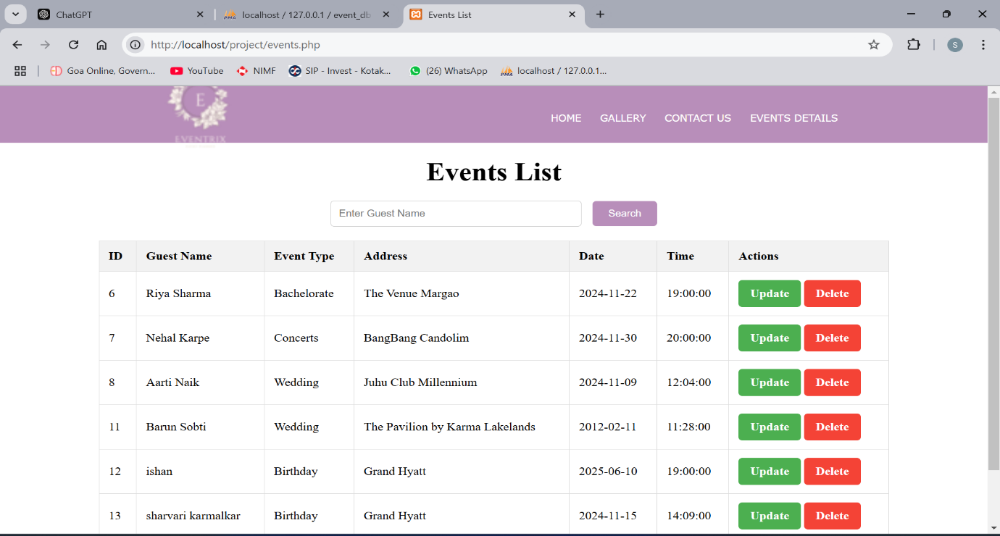 ChatGPT
localhost / 127.0.0.1 / event_db
Events List
http://localhost/project/events.php
S
Goa Online, Govern...
YouTube
NIMF
SIP - Invest - Kotak...
(26) WhatsApp
localhost / 127.0.0.1...
E
EVENTRIX
HOME GALLERY CONTACT US EVENTS DETAILS
Events List
Enter Guest Name Search
ID Guest Name Event Type Address Date Time Actions
6 Riya Sharma Bachelorate The Venue Margao 2024-11-22 19:00:00 Update Delete
7 Nehal Karpe Concerts BangBang Candolim 2024-11-30 20:00:00 Update Delete
8 Aarti Naik Wedding Juhu Club Millennium 2024-11-09 12:04:00 Update Delete
11 Barun Sobti Wedding The Pavilion by Karma Lakelands 2012-02-11 11:28:00 Update Delete
12 ishan Birthday Grand Hyatt 2025-06-10 19:00:00 Update Delete
13 sharvari karmalkar Birthday Grand Hyatt 2024-11-15 14:09:00 Update Delete